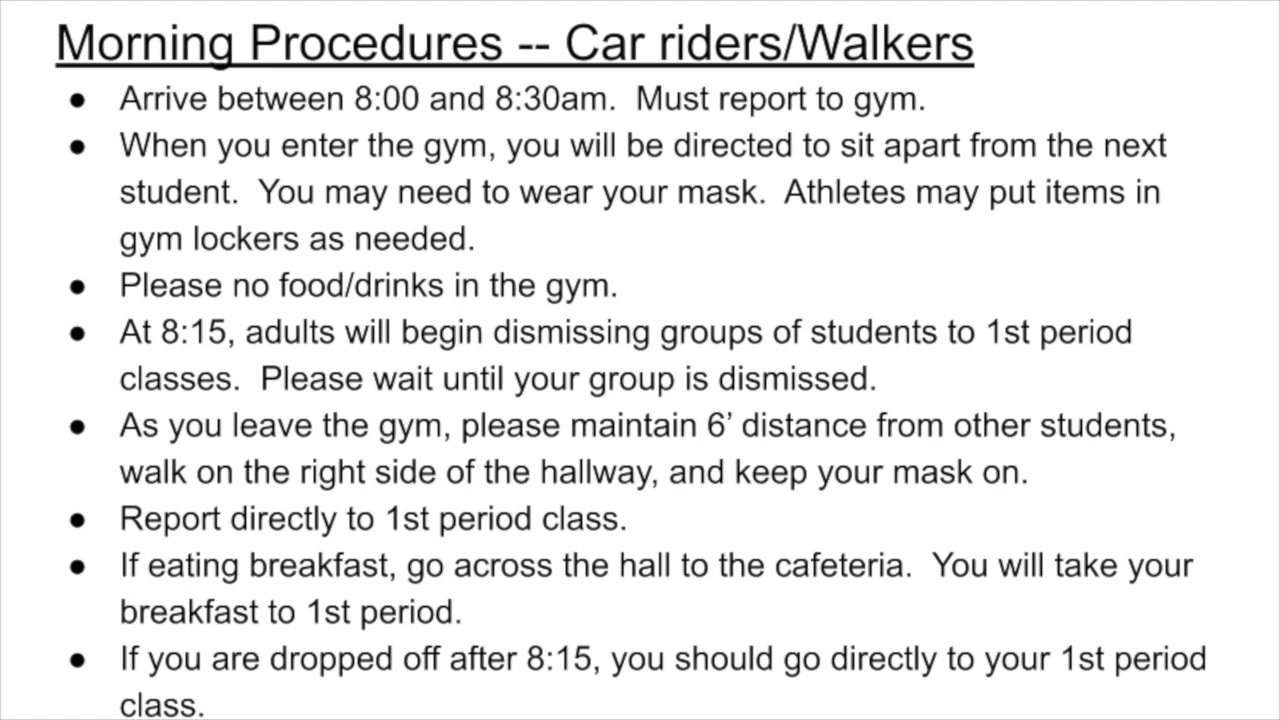 Morning Procedures -- Car riders/Walkers
● Arrive between 8:00 and 8:30am.  Must report to gym.
● When you enter the gym, you will be directed to sit apart from the next
student.  You may need to wear your mask.  Athletes may put items in
gym lockers as needed.
● Please no food/drinks in the gym.
● At 8:15, adults will begin dismissing groups of students to 1st period
classes.  Please wait until your group is dismissed.
● As you leave the gym, please maintain 6’ distance from other students,
walk on the right side of the hallway, and keep your mask on.
● Report directly to 1st period class.
● If eating breakfast, go across the hall to the cafeteria.  You will take your
breakfast to 1st period.
● If you are dropped off after 8:15, you should go directly to your 1st period
class.